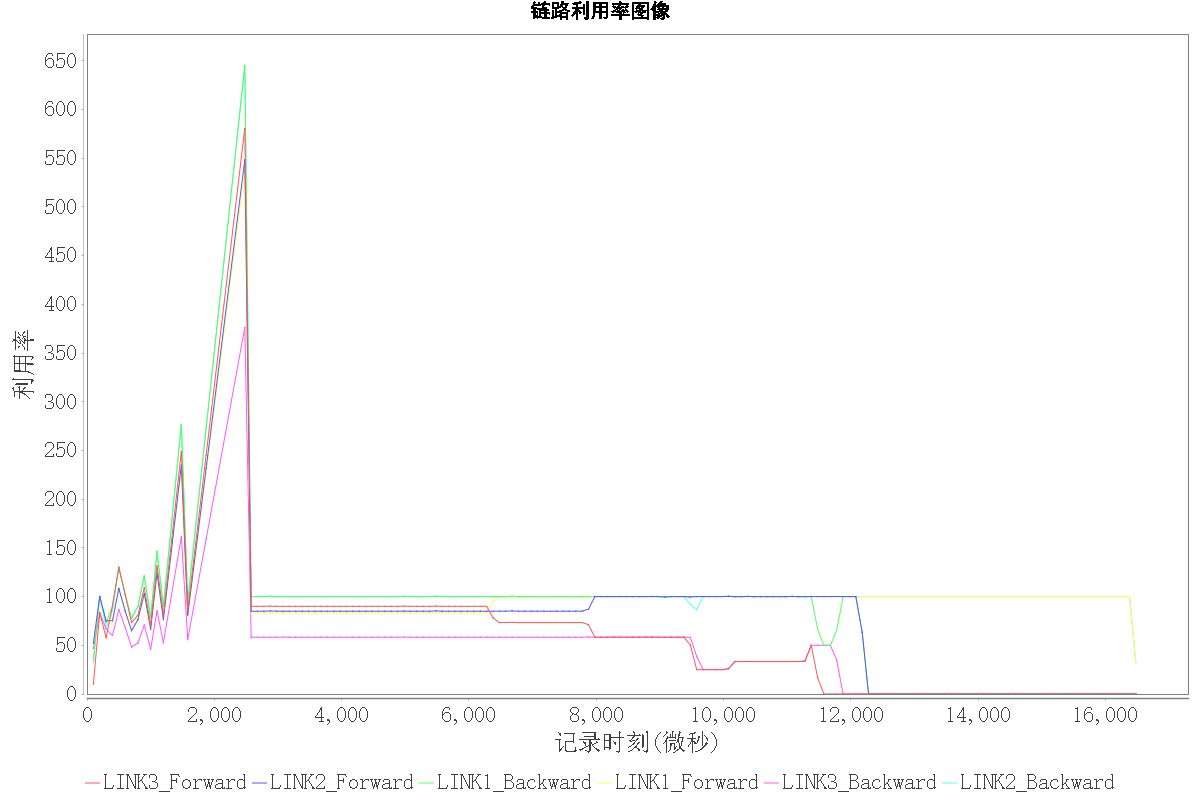 链路利用率图像
650
600
550
500
450
400
350
300
250
200
150
100
50
0
利用率
0 2,000 4,000 6,000 8,000 10,000 12,000 14,000 16,000
记录时刻(微秒)
LINK3_Forward LINK2_Forward LINK1_Backward LINK1_Forward LINK3_Backward LINK2_Backward